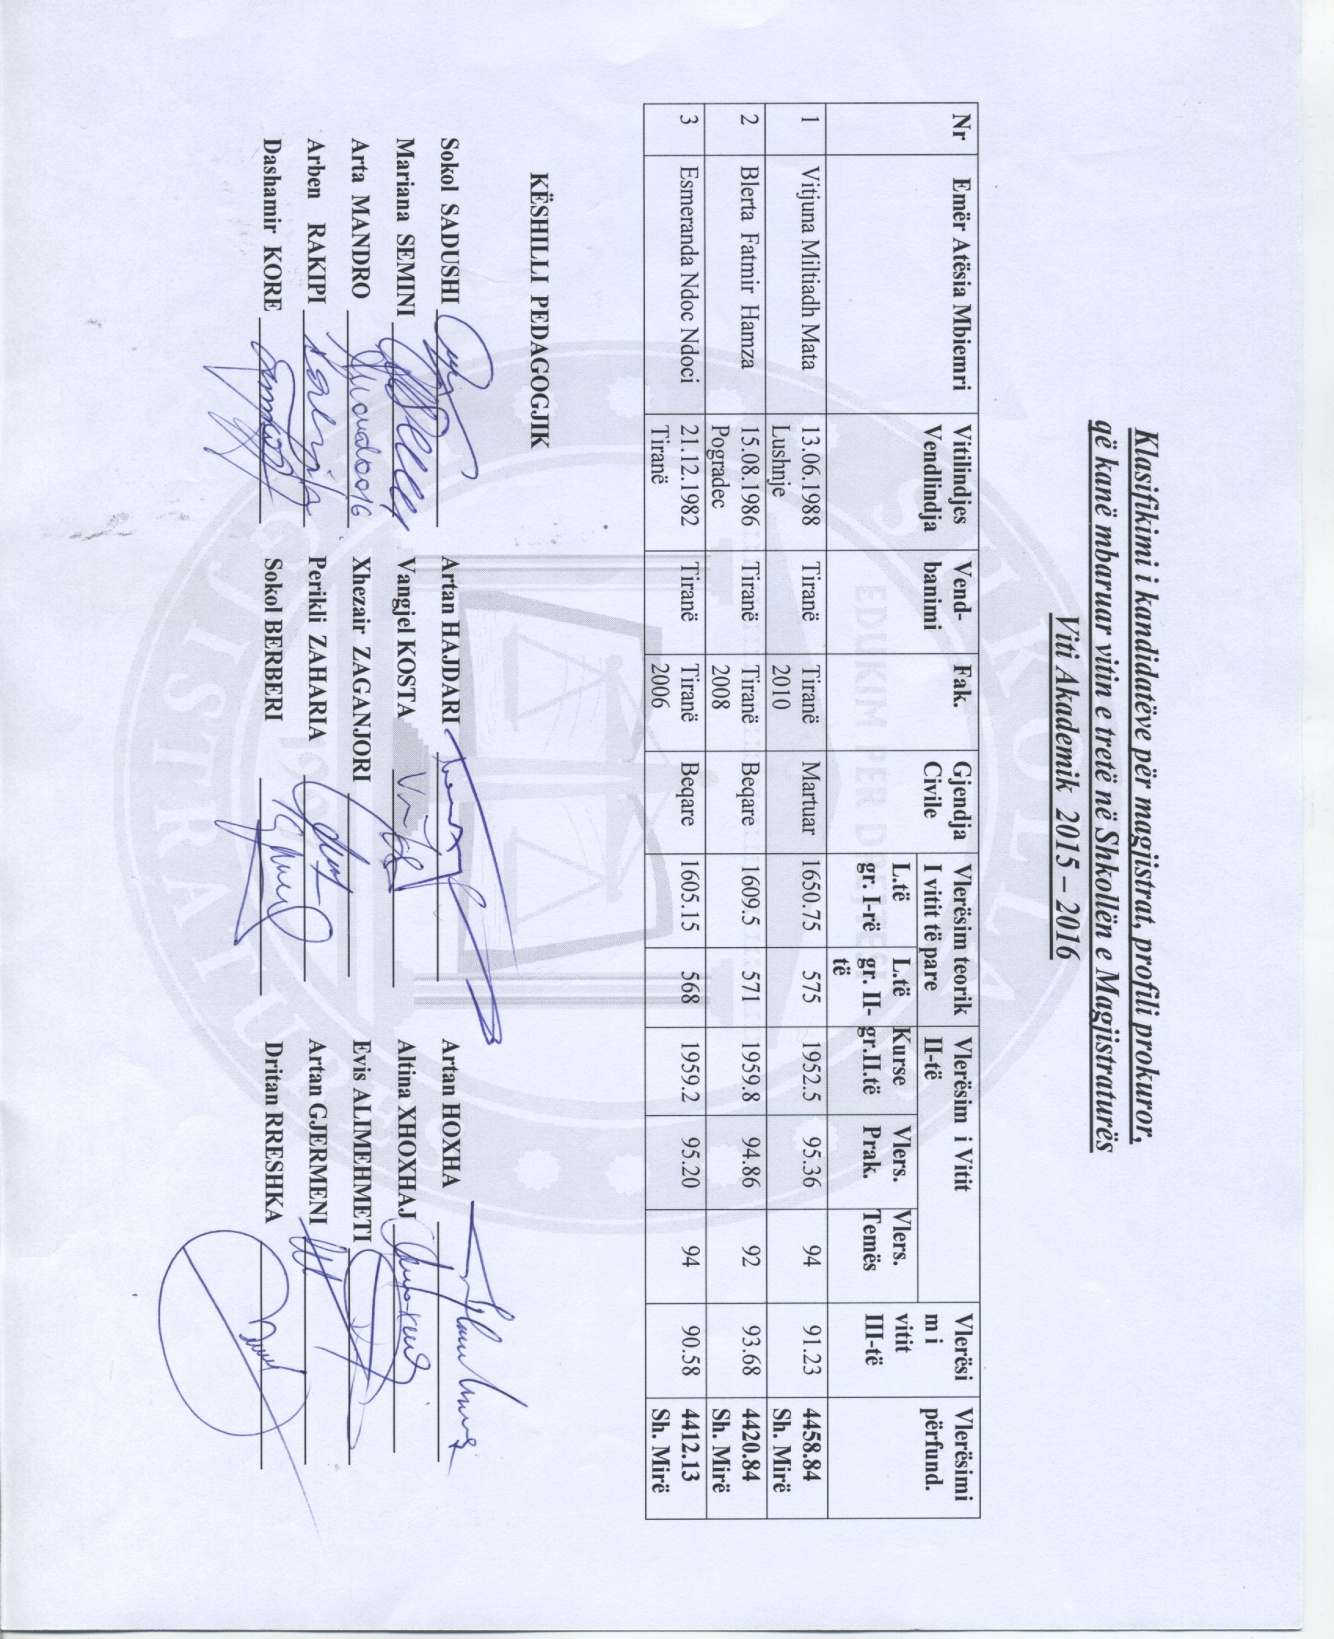 Klasifikimi i kandidatëve për magjistrat, profili prokuror,
që kanë mbaruar vitin e tretë në Shkollën e Magjistraturës
Viti Akademik 2015 – 2016
Nr Emër Atësia Mbiemri Vitilindjes Vendlindja Vend-banimi Fak. Gjendja Civile Vlerësim teorik I vitit të pare Vlerësim i Vitit II-të Vlerësi m i vitit III-të Vlerësimi përfund.
L.të gr. I-rë L.të gr. II-të Kurse gr.II.të Vlers. Prak. Vlers. Temës
1 Vitjuna Miltiadh Mata 13.06.1988 Lushnje Tiranë Tiranë 2010 Martuar 1650.75 575 1952.5 95.36 94 91.23 4458.84 Sh. Mirë
2 Blerta Fatmir Hamza 15.08.1986 Pogradec Tiranë Tiranë 2008 Beqare 1609.5 571 1959.8 94.86 92 93.68 4420.84 Sh. Mirë
3 Esmeranda Ndoc Ndoci 21.12.1982 Tiranë Tiranë Tiranë 2006 Beqare 1605.15 568 1959.2 95.20 94 90.58 4412.13 Sh. Mirë
KËSHILLI PEDAGOGJIK
Sokol SADUSHI Artan HAJDARI Artan HOXHA
Mariana SEMINI Vangjel KOSTA Altina XHOXHAJ
Arta MANDRO Xhezair ZAGANJORI Evis ALIMEHMETI
Arben RAKIPI Perikli ZAHARIA Artan GJERMENI
Dashamir KORE Sokol BERBERI Dritan RRESHKA
SHKOLLA E MAGJISTRATURES
EDUKIM PER DREJTESI